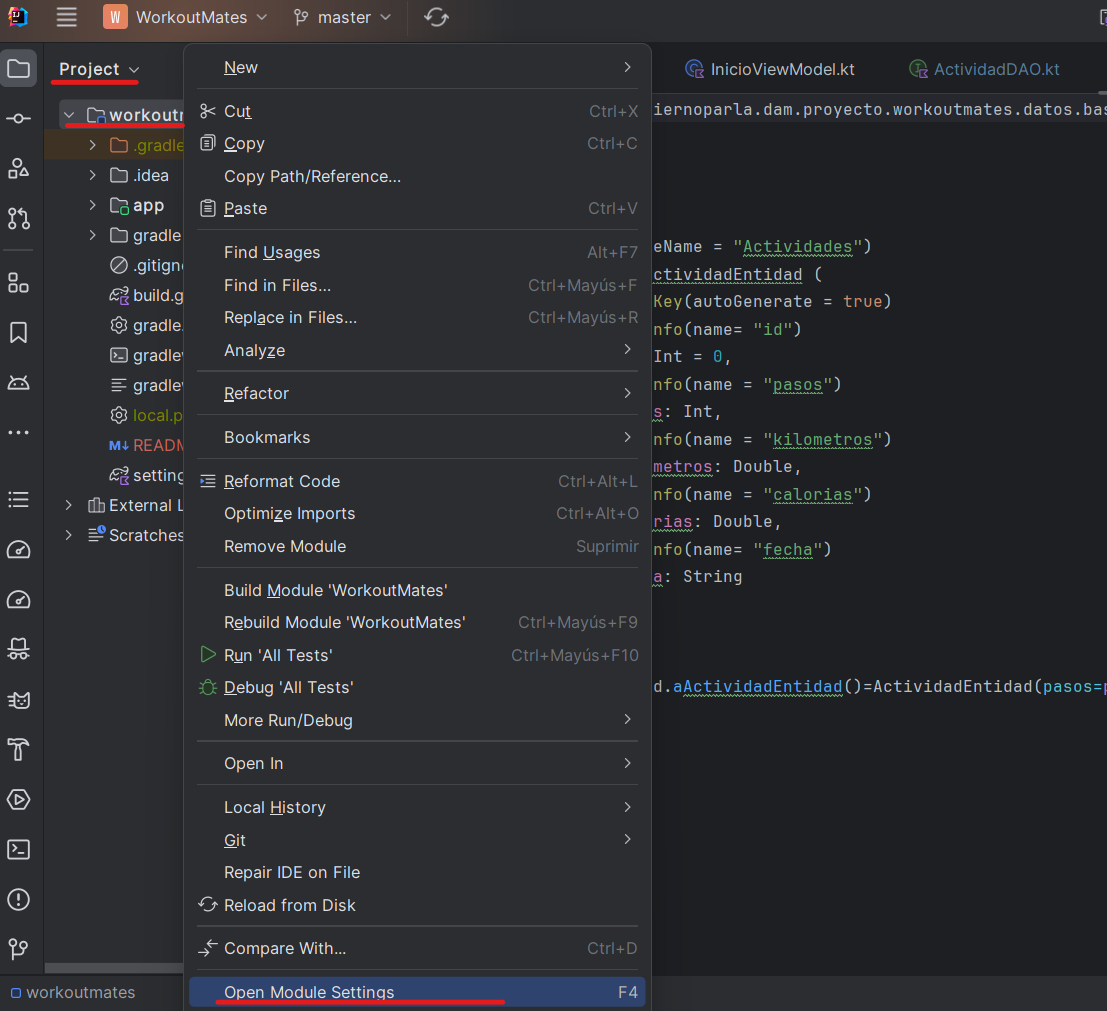 W WorkoutMates master
Project
InicioViewModel.kt
ActividadDAO.kt
workoutm
.gradle
.idea
app
gradle
.gitign
build.g
gradle.
gradlew
gradlew
local.p
READM
setting
External L
Scratches
New
Cut Ctrl+X
Copy Ctrl+C
Copy Path/Reference...
Paste Ctrl+V
Find Usages Alt+F7
Find in Files... Ctrl+Mayús+F
Replace in Files... Ctrl+Mayús+R
Analyze
Refactor
Bookmarks
Reformat Code Ctrl+Alt+L
Optimize Imports Ctrl+Alt+O
Remove Module Suprimir
Build Module 'WorkoutMates'
Rebuild Module 'WorkoutMates' Ctrl+Mayús+F9
Run 'All Tests' Ctrl+Mayús+F10
Debug 'All Tests'
More Run/Debug
Open In
Local History
Git
Repair IDE on File
Reload from Disk
Compare With... Ctrl+D
Open Module Settings F4
iernoparla.dam.proyecto.workoutmates.datos.bas
eName = "Actividades")
ctividadEntidad (
Key(autoGenerate = true)
nfo(name= "id")
Int = 0,
nfo(name = "pasos")
s: Int,
nfo(name = "kilometros")
metros: Double,
nfo(name = "calorias")
rias: Double,
nfo(name= "fecha")
a: String
d.aActividadEntidad()=ActividadEntidad(pasos=p
workoutmates